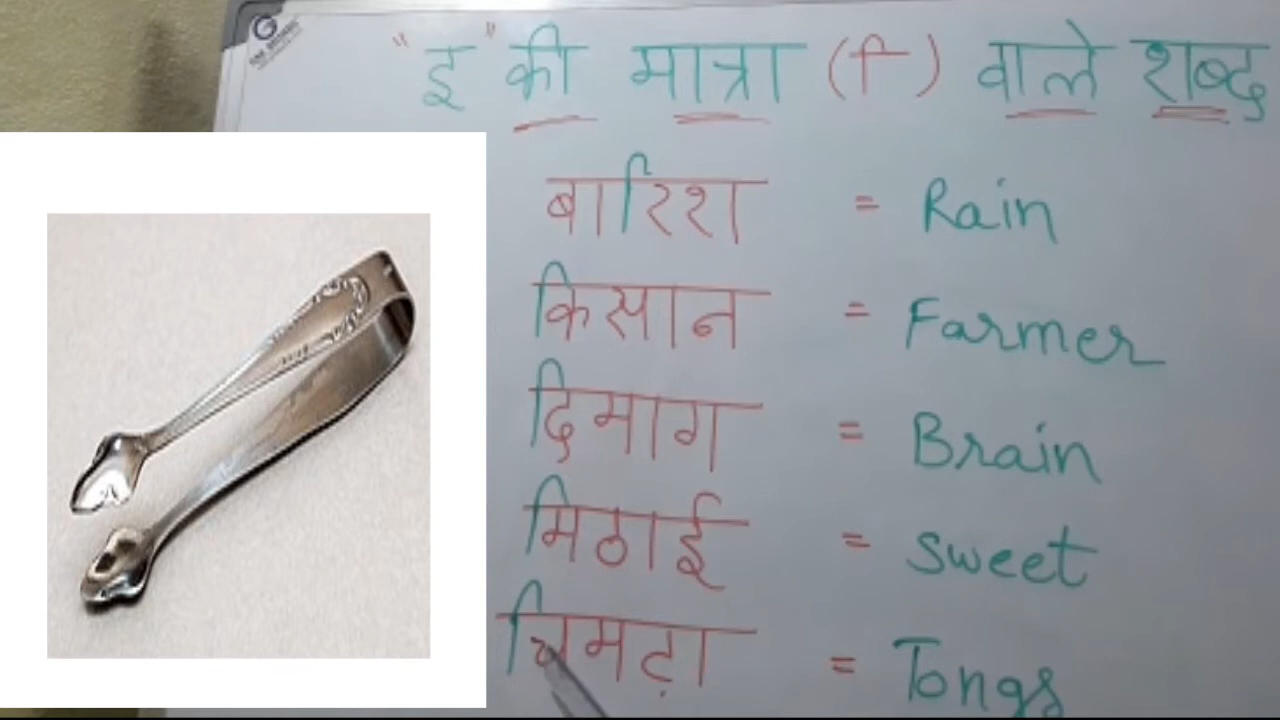 "इ" की मात्रा (ि) वाले शब्द
बारिश = Rain
किसान = Farmer
दिमाग = Brain
मिठाई = Sweet
चिमट़ा = Tongs